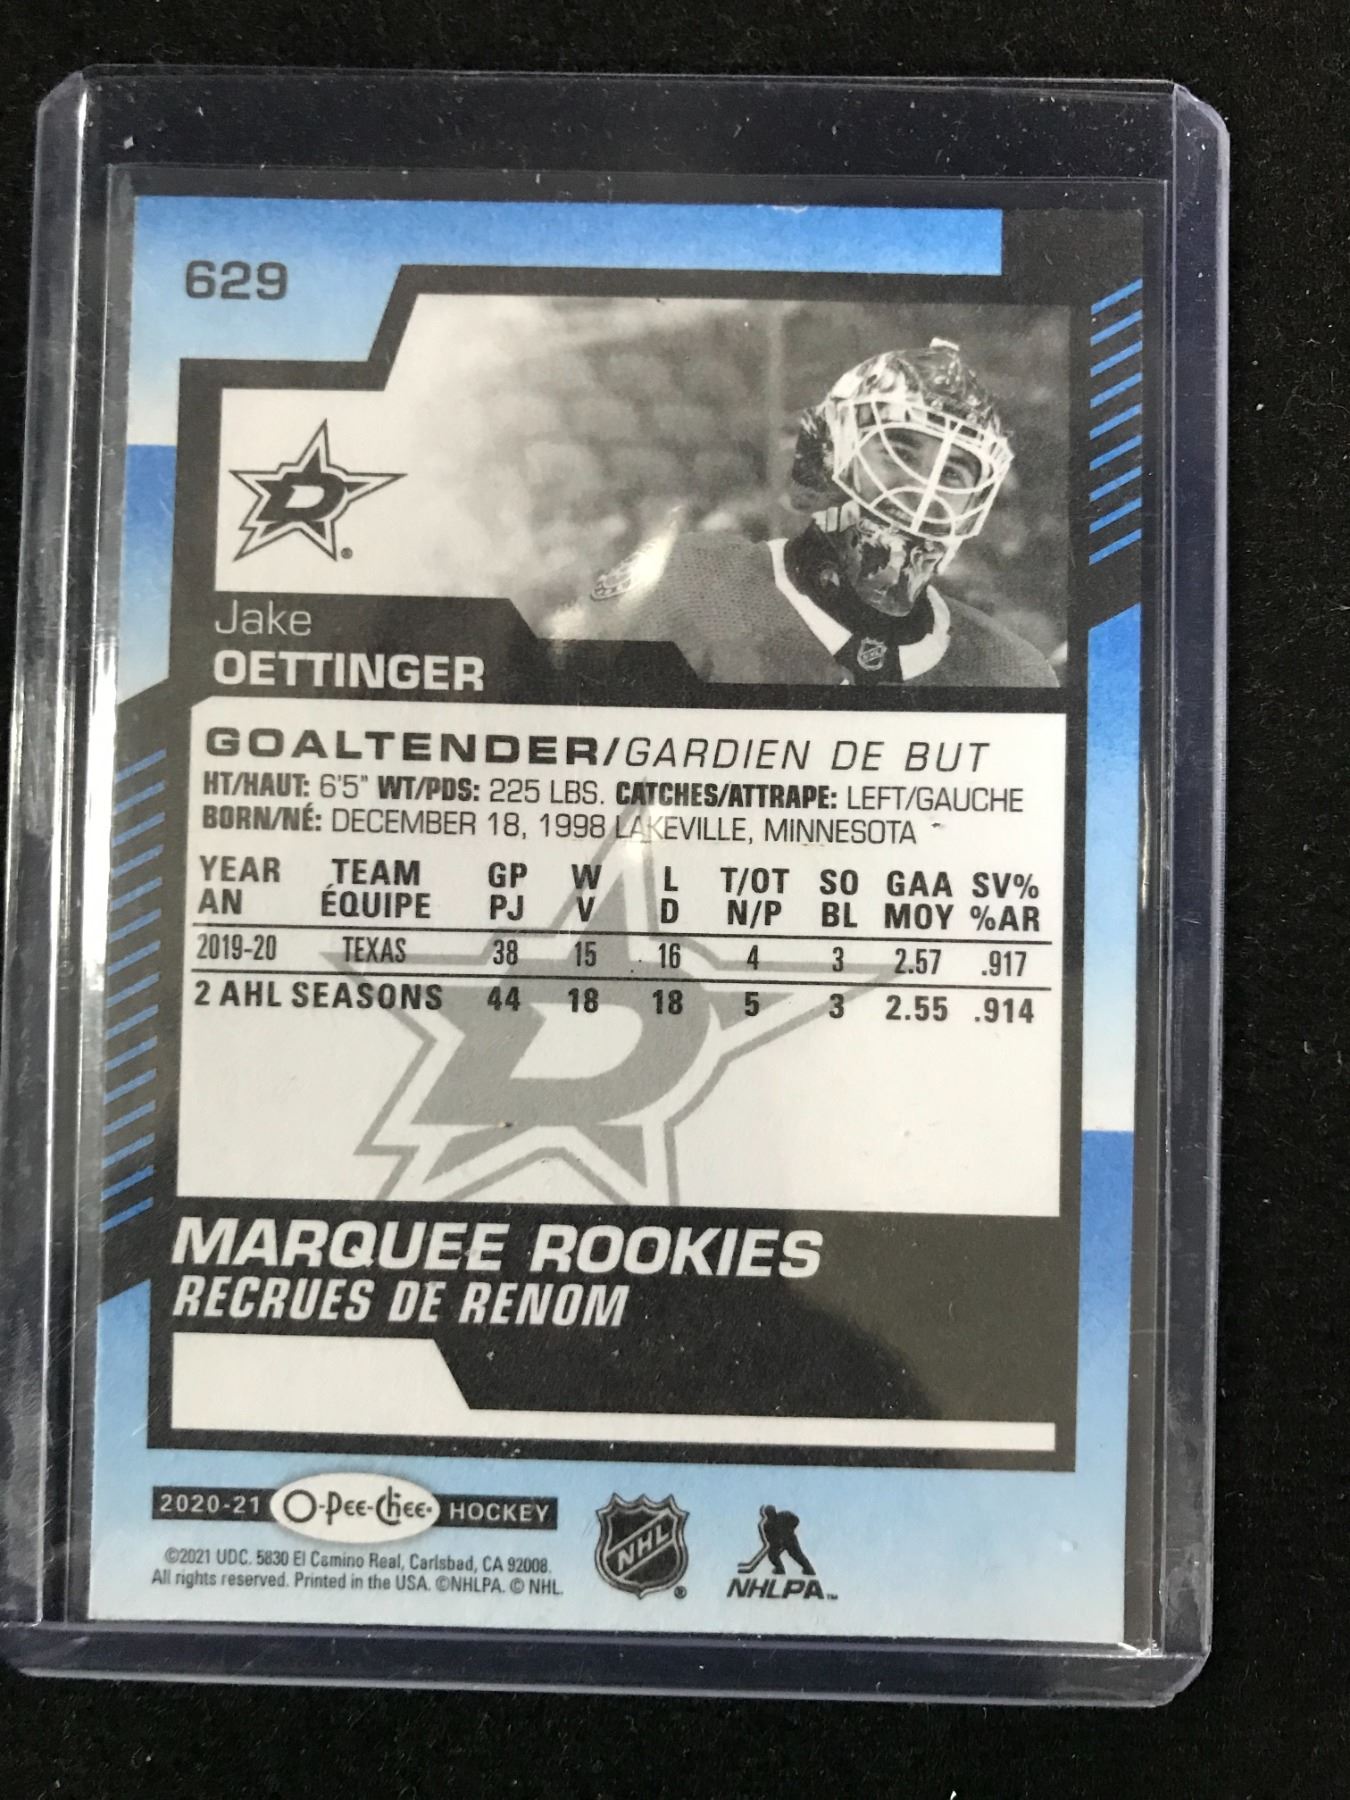 629
D
Jake
OETTINGER
GOALTENDER/GARDIEN DE BUT
HT/HAUT: 6'5" WT/PDS: 225 LBS. CATCHES/ATTRAPE: LEFT/GAUCHE
BORN/NÉ: DECEMBER 18, 1998 LAKEVILLE, MINNESOTA
YEAR TEAM GP W L T/OT SO GAA SV%
AN ÉQUIPE PJ V D N/P BL MOY %AR
2019-20 TEXAS 38 15 16 4 3 2.57 .917
2 AHL SEASONS 44 18 18 5 3 2.55 .914
MARQUEE ROOKIES
RECRUES DE RENOM
2020-21 O-Pee-Chee HOCKEY
©2021 UDC. 5830 El Camino Real, Carlsbad, CA 92008.
All rights reserved. Printed in the USA. ©NHLPA. © NHL.
NHL ®
NHLPA™